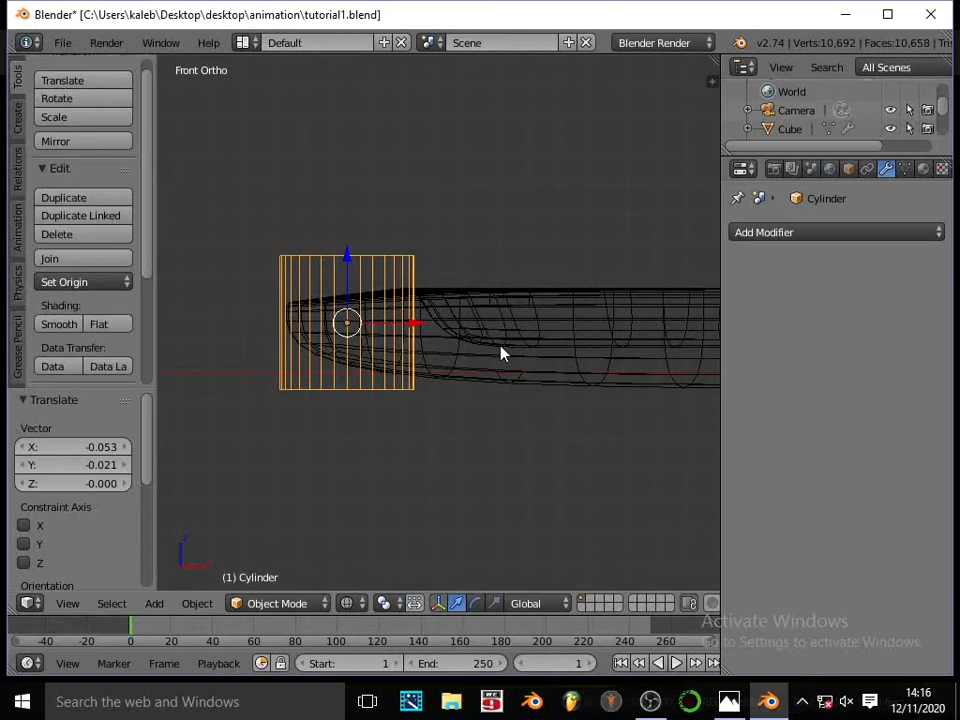 Blender* [C:\Users\kaleb\Desktop\desktop\animation\tutorial1.blend]
File Render Window Help Default Scene Blender Render v2.74 | Verts:10,692 | Faces:10,658 | Tris
Tools
Create
Relations
Animation
Physics
Grease Pencil
Translate
Rotate
Scale
Mirror
Edit
Duplicate
Duplicate Linked
Delete
Join
Set Origin
Shading:
Smooth Flat
Data Transfer:
Data Data La
Translate
Vector
X: -0.053
Y: -0.021
Z: -0.000
Constraint Axis
X
Y
Z
Orientation
Front Ortho
(1) Cylinder
View Select Add Object Object Mode Global
View Search All Scenes
World
Camera
Cube
Cylinder
Add Modifier
-40 -20 0 20 40 60 80 100 120 140 160 180 200 220 240 260
View Marker Frame Playback Start: 1 End: 250 1
Activate Windows
Go to Settings to activate Windows.
Search the web and Windows
14:16
12/11/2020